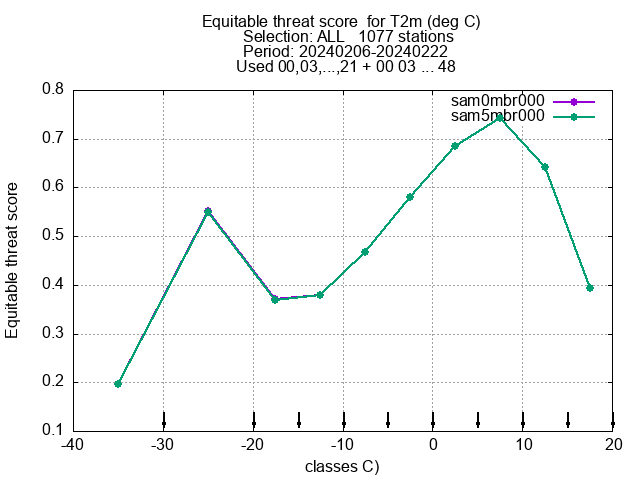 Equitable threat score  for T2m (deg C)
Selection: ALL   1077 stations
Period: 20240206-20240222
Used 00,03,...,21 + 00 03 ... 48
sam0mbr000
sam5mbr000
Equitable threat score
0.8
0.7
0.6
0.5
0.4
0.3
0.2
0.1
-40 -30 -20 -10 0 10 20
classes C)